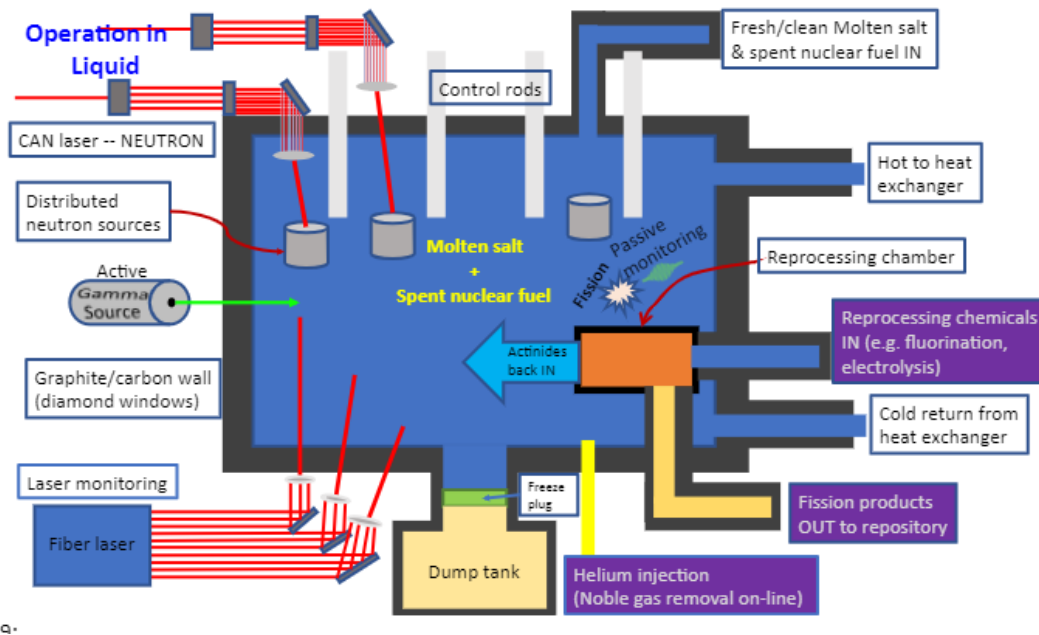 Operation in
Liquid
CAN laser -- NEUTRON
Distributed
neutron sources
Active
Gamma
Source
Graphite/carbon wall
(diamond windows)
Laser monitoring
Fiber laser
Control rods
Molten salt
+
Spent nuclear fuel
Fission
Passive
monitoring
Actinides
back IN
Freeze
plug
Dump tank
Fresh/clean Molten salt
& spent nuclear fuel IN
Hot to heat
exchanger
Reprocessing chamber
Reprocessing chemicals
IN (e.g. fluorination,
electrolysis)
Cold return from
heat exchanger
Fission products
OUT to repository
Helium injection
(Noble gas removal on-line)